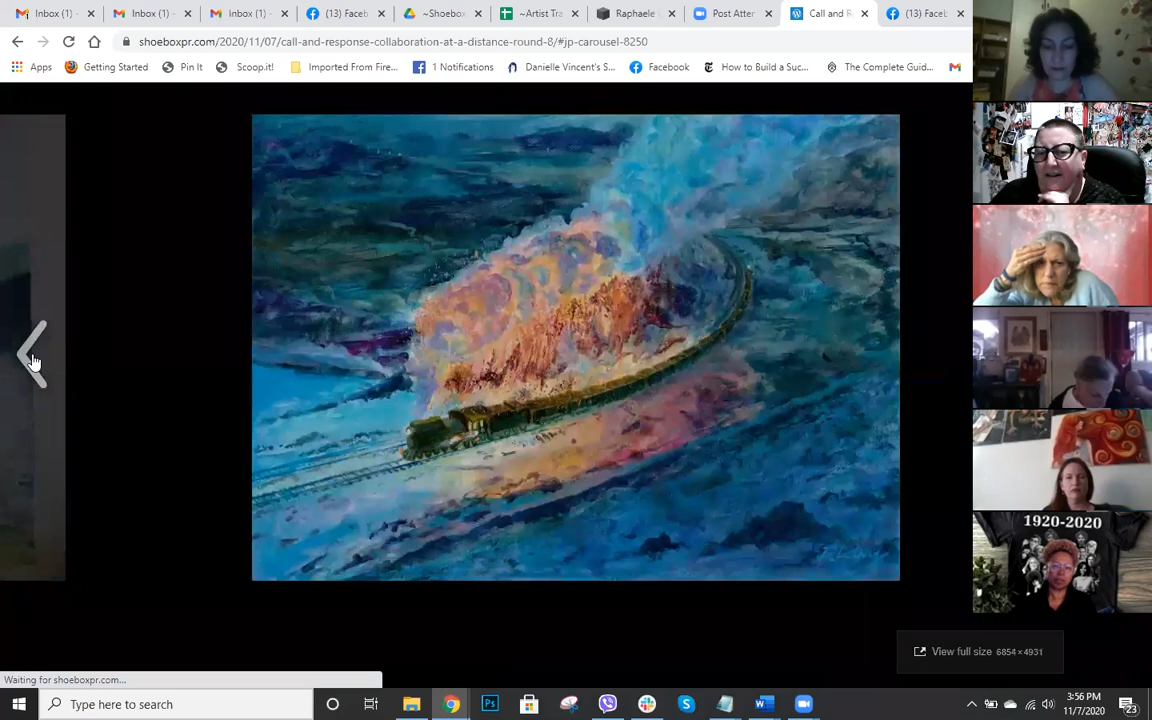 Inbox (1) -
Inbox (1) -
Inbox (1)
(13) Faceb
~Shoebox
~Artist Tra
Raphaele
Post Atter
Call and R
(13) Faceb
shoeboxpr.com/2020/11/07/call-and-response-collaboration-at-a-distance-round-8/#jp-carousel-8250
Apps
Getting Started
Pin It
Scoop.it!
Imported From Fire...
1 Notifications
Danielle Vincent's S...
Facebook
How to Build a Suc...
The Complete Guid...
1920-2020
View full size 6854×4931
Waiting for shoeboxpr.com...
Type here to search
3:56 PM
11/7/2020
23